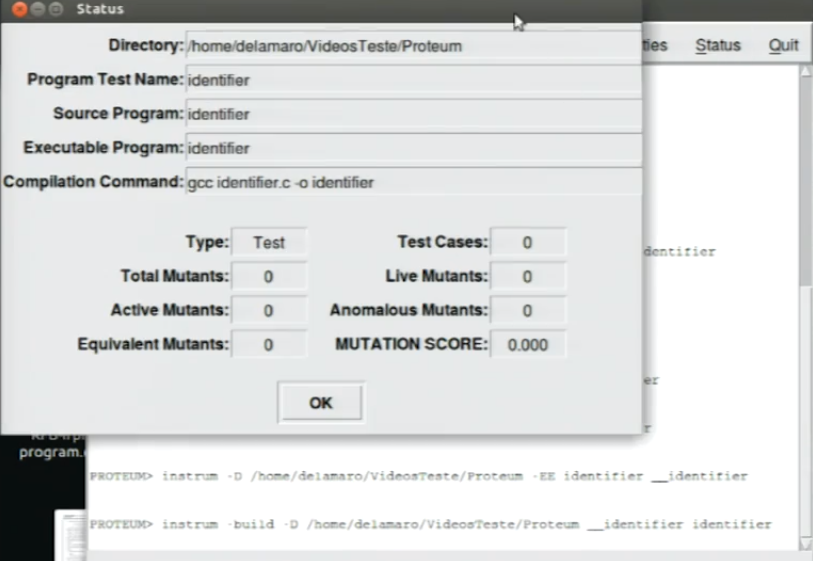 Status
Directory: /home/delamaro/VideosTeste/Proteum
ties Status Quit
Program Test Name: identifier
Source Program: identifier
Executable Program: identifier
Compilation Command: gcc identifier.c -o identifier
Type: Test Test Cases: 0
dentifier
Total Mutants: 0 Live Mutants: 0
Active Mutants: 0 Anomalous Mutants: 0
Equivalent Mutants: 0 MUTATION SCORE: 0.000
er
OK
r
program.
PROTEUM> instrum -D /home/delamaro/VideosTeste/Proteum -EE identifier __identifier
PROTEUM> instrum -build -D /home/delamaro/VideosTeste/Proteum __identifier identifier